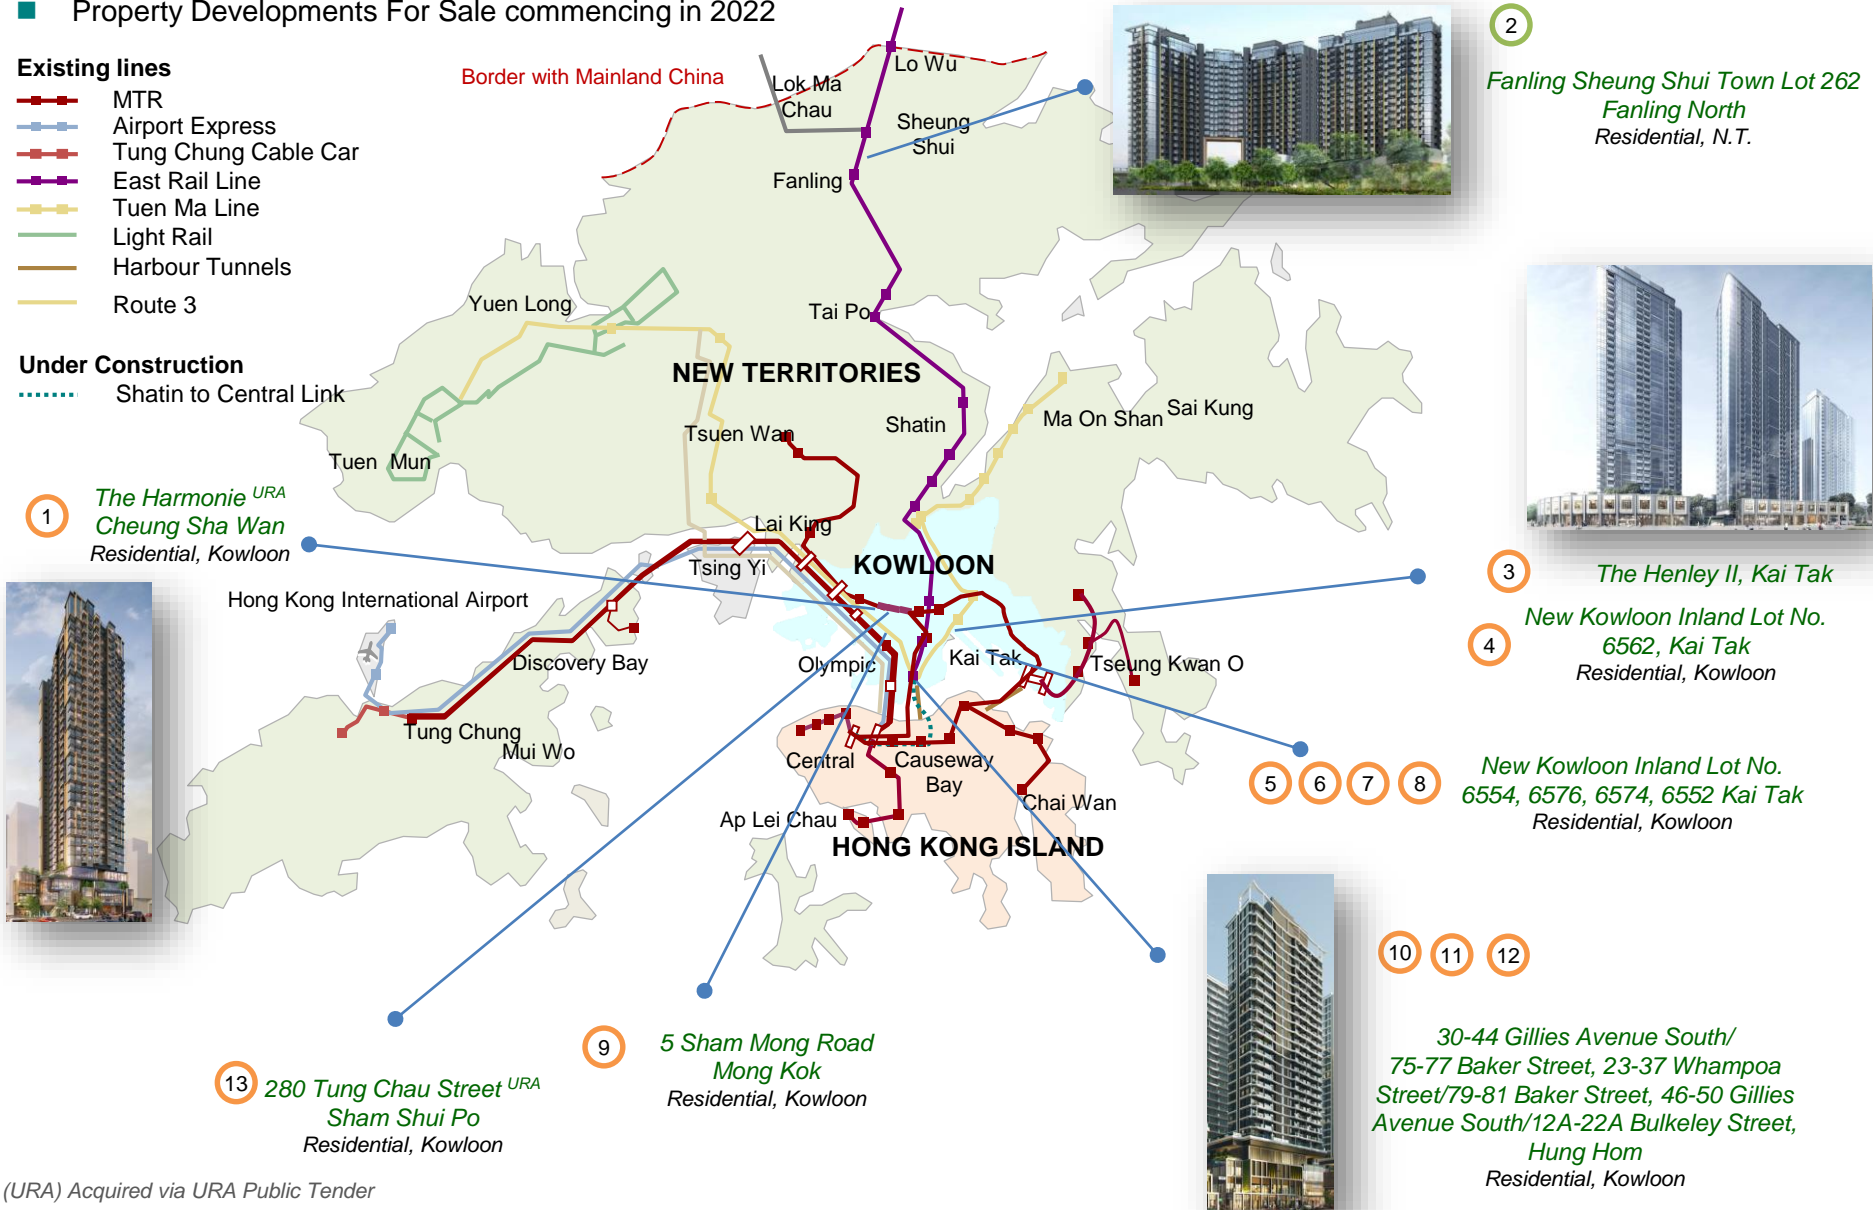 Property Developments For Sale commencing in 2022
Existing lines
MTR
Airport Express
Tung Chung Cable Car
East Rail Line
Tuen Ma Line
Light Rail
Harbour Tunnels
Route 3
Under Construction
Shatin to Central Link
Border with Mainland China
Lo Wu
Lok Ma
Chau
Sheung
Shui
Fanling
Yuen Long
Tai Po
NEW TERRITORIES
Tsuen Wan
Shatin
Ma On Shan
Sai Kung
Tuen Mun
Lai King
Tsing Yi
KOWLOON
Hong Kong International Airport
Discovery Bay
Olympic
Kai Tak
Tseung Kwan O
Tung Chung
Mui Wo
Central
Causeway
Bay
Chai Wan
Ap Lei Chau
HONG KONG ISLAND
1
The Harmonie URA
Cheung Sha Wan
Residential, Kowloon
2
Fanling Sheung Shui Town Lot 262
Fanling North
Residential, N.T.
3
The Henley II, Kai Tak
4
New Kowloon Inland Lot No.
6562, Kai Tak
Residential, Kowloon
5 6 7 8
New Kowloon Inland Lot No.
6554, 6576, 6574, 6552 Kai Tak
Residential, Kowloon
9
5 Sham Mong Road
Mong Kok
Residential, Kowloon
10 11 12
30-44 Gillies Avenue South/
75-77 Baker Street, 23-37 Whampoa
Street/79-81 Baker Street, 46-50 Gillies
Avenue South/12A-22A Bulkeley Street,
Hung Hom
Residential, Kowloon
13
280 Tung Chau Street URA
Sham Shui Po
Residential, Kowloon
(URA) Acquired via URA Public Tender